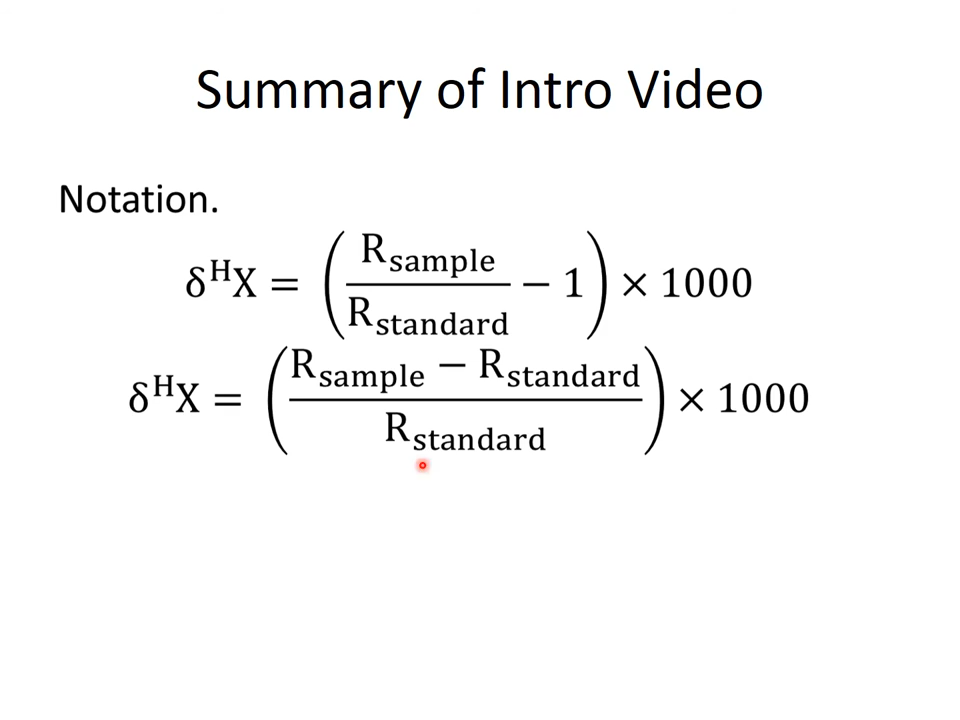 Summary of Intro Video
Notation.
δᴴX = (R_sample / R_standard − 1) × 1000
δᴴX = ((R_sample − R_standard) / R_standard) × 1000